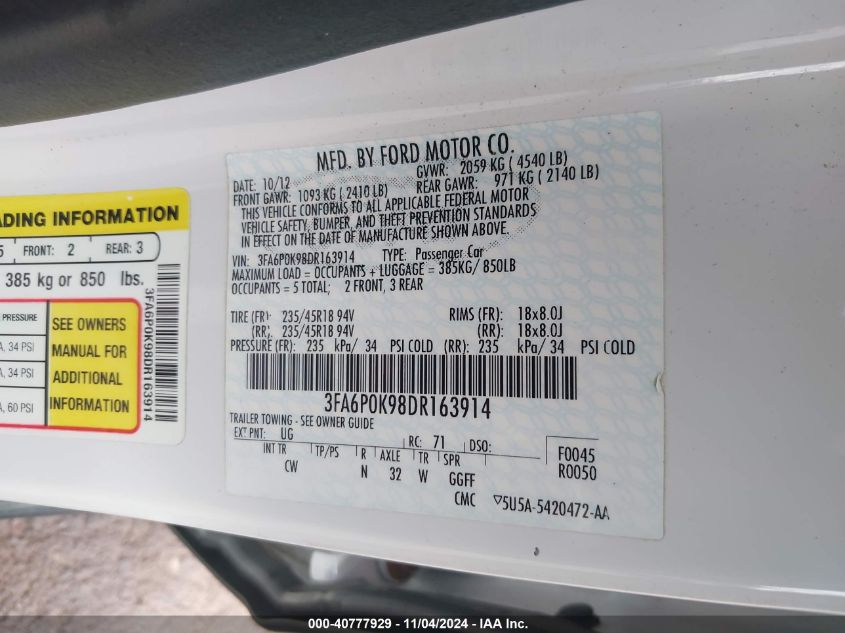 ADING INFORMATION
5 FRONT: 2 REAR: 3
385 kg or 850 lbs.
PRESSURE
A, 34 PSI
A, 34 PSI
A, 60 PSI
SEE OWNERS
MANUAL FOR
ADDITIONAL
INFORMATION
3FA6P0K98DR163914
MFD. BY FORD MOTOR CO.
DATE: 10/12 GVWR: 2059 KG ( 4540 LB)
FRONT GAWR: 1093 KG ( 2410 LB) REAR GAWR: 971 KG ( 2140 LB)
THIS VEHICLE CONFORMS TO ALL APPLICABLE FEDERAL MOTOR
VEHICLE SAFETY, BUMPER, AND THEFT PREVENTION STANDARDS
IN EFFECT ON THE DATE OF MANUFACTURE SHOWN ABOVE.
VIN: 3FA6P0K98DR163914 TYPE: Passenger Car
MAXIMUM LOAD = OCCUPANTS + LUGGAGE = 385KG/ 850LB
OCCUPANTS = 5 TOTAL; 2 FRONT, 3 REAR
TIRE (FR): 235/45R18 94V RIMS (FR): 18x8.0J
(RR): 235/45R18 94V (RR): 18x8.0J
PRESSURE (FR): 235 kPa/ 34 PSI COLD (RR): 235 kPa/ 34 PSI COLD
3FA6P0K98DR163914
TRAILER TOWING - SEE OWNER GUIDE
EXT PNT: UG RC: 71 DSO: F0045
INT TR TP/PS R AXLE TR SPR R0050
CW N 32 W GGFF
CMC ▽5U5A-5420472-AA
000-40777929 - 11/04/2024 - IAA Inc.